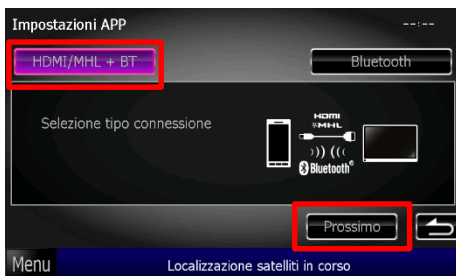 Impostazioni APP
--:--
HDMI/MHL + BT
Bluetooth
Selezione tipo connessione
HDMI
MHL
Bluetooth®
Prossimo
Menu
Localizzazione satelliti in corso